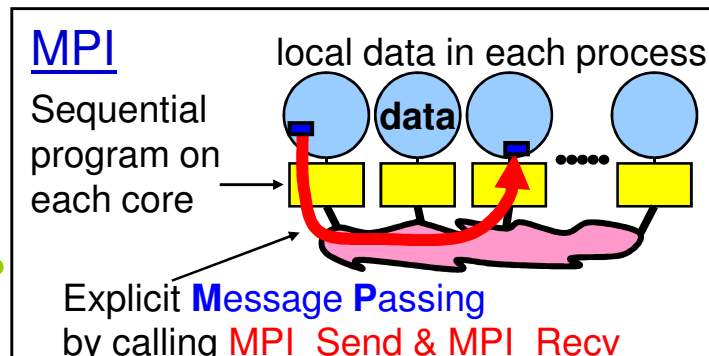 MPI
local data in each process
Sequential
program on
each core
data
Explicit Message Passing
by calling MPI_Send & MPI_Recv